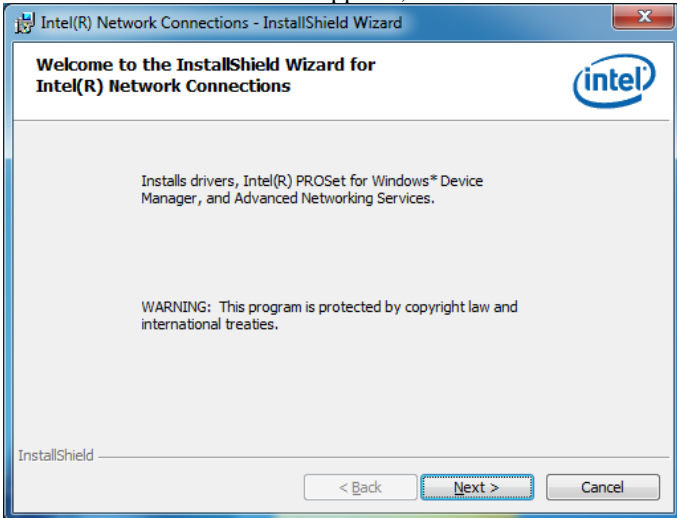 Intel(R) Network Connections - InstallShield Wizard
Welcome to the InstallShield Wizard for
Intel(R) Network Connections
intel
Installs drivers, Intel(R) PROSet for Windows* Device
Manager, and Advanced Networking Services.
WARNING: This program is protected by copyright law and
international treaties.
InstallShield
< Back Next > Cancel